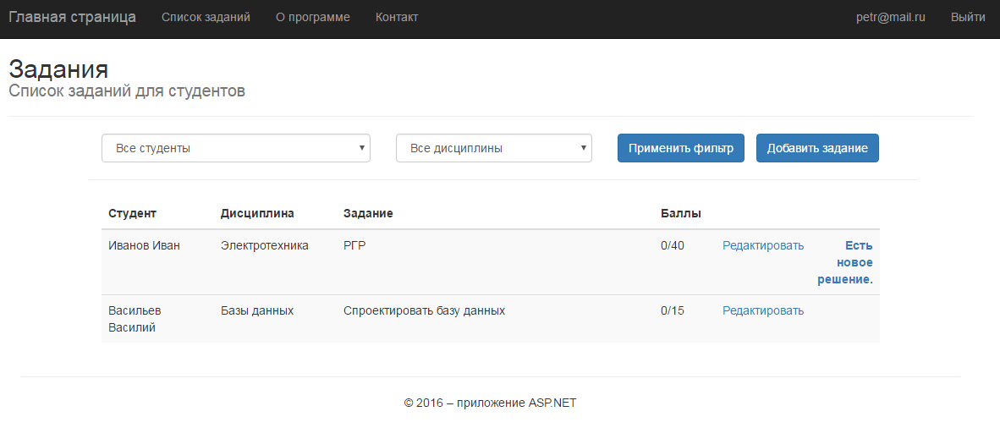 Главная страница Список заданий О программе Контакт petr@mail.ru Выйти
Задания
Список заданий для студентов
Все студенты Все дисциплины Применить фильтр Добавить задание
Студент Дисциплина Задание Баллы
Иванов Иван Электротехника РГР 0/40 Редактировать Есть
новое
решение.
Васильев Базы данных Спроектировать базу данных 0/15 Редактировать
Василий
© 2016 – приложение ASP.NET